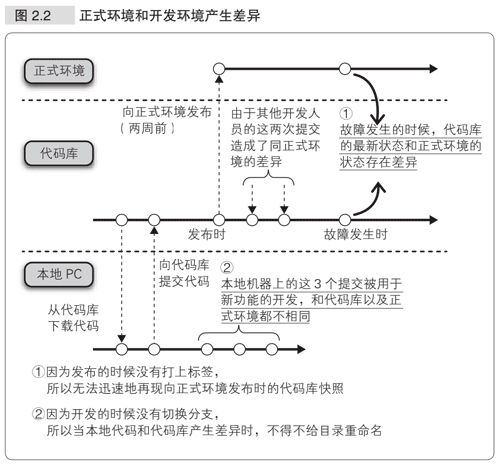 图 2.2 正式环境和开发环境产生差异
正式环境
向正式环境发布
（两周前）
由于其他开发人
员的这两次提交
造成了同正式环
境的差异
①
故障发生的时候，代码库
的最新状态和正式环境的
状态存在差异
代码库
发布时
故障发生时
本地 PC
向代码库
提交代码
②
本地机器上的这 3 个提交被用于
新功能的开发，和代码库以及正
式环境都不相同
从代码库
下载代码
①因为发布的时候没有打上标签，
所以无法迅速地再现向正式环境发布时的代码库快照
②因为开发的时候没有切换分支，
所以当本地代码和代码库产生差异时，不得不给目录重命名